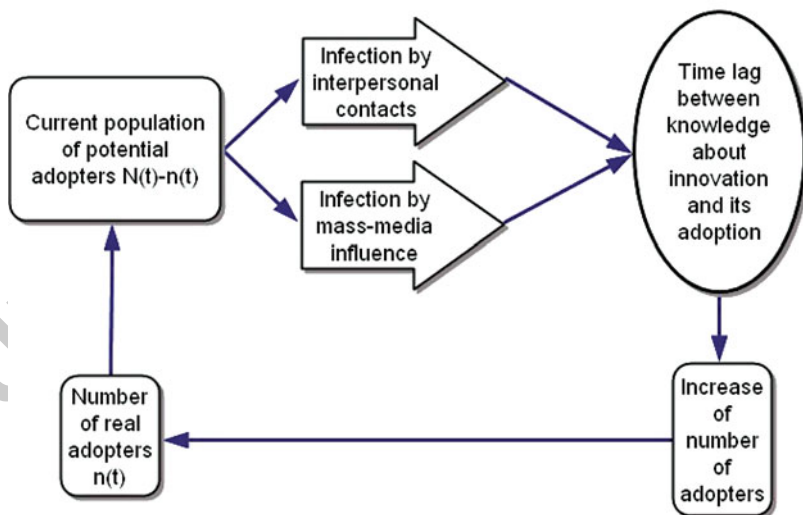 Current population
of potential
adopters N(t)-n(t)
Infection by
interpersonal
contacts
Infection by
mass-media
influence
Time lag
between
knowledge
about
innovation
and its
adoption
Increase
of
number
of
adopters
Number
of real
adopters
n(t)